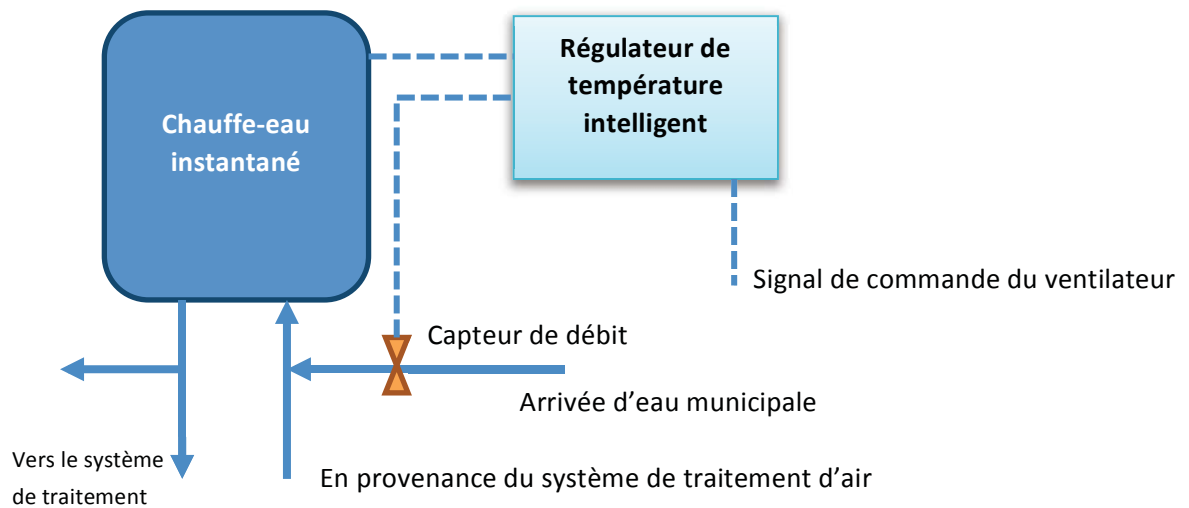 Chauffe-eau
instantané
Régulateur de
température
intelligent
Signal de commande du ventilateur
Capteur de débit
Arrivée d’eau municipale
Vers le système
de traitement
En provenance du système de traitement d’air